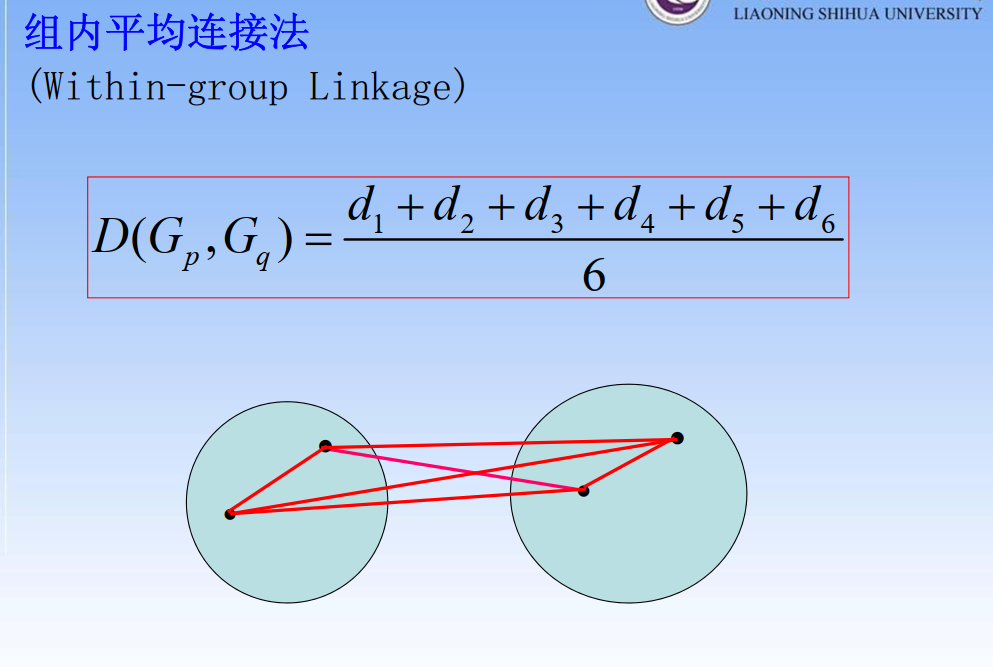 LIAONING SHIHUA UNIVERSITY
组内平均连接法
(Within-group Linkage)
D(G_p, G_q) = \frac{d_1 + d_2 + d_3 + d_4 + d_5 + d_6}{6}